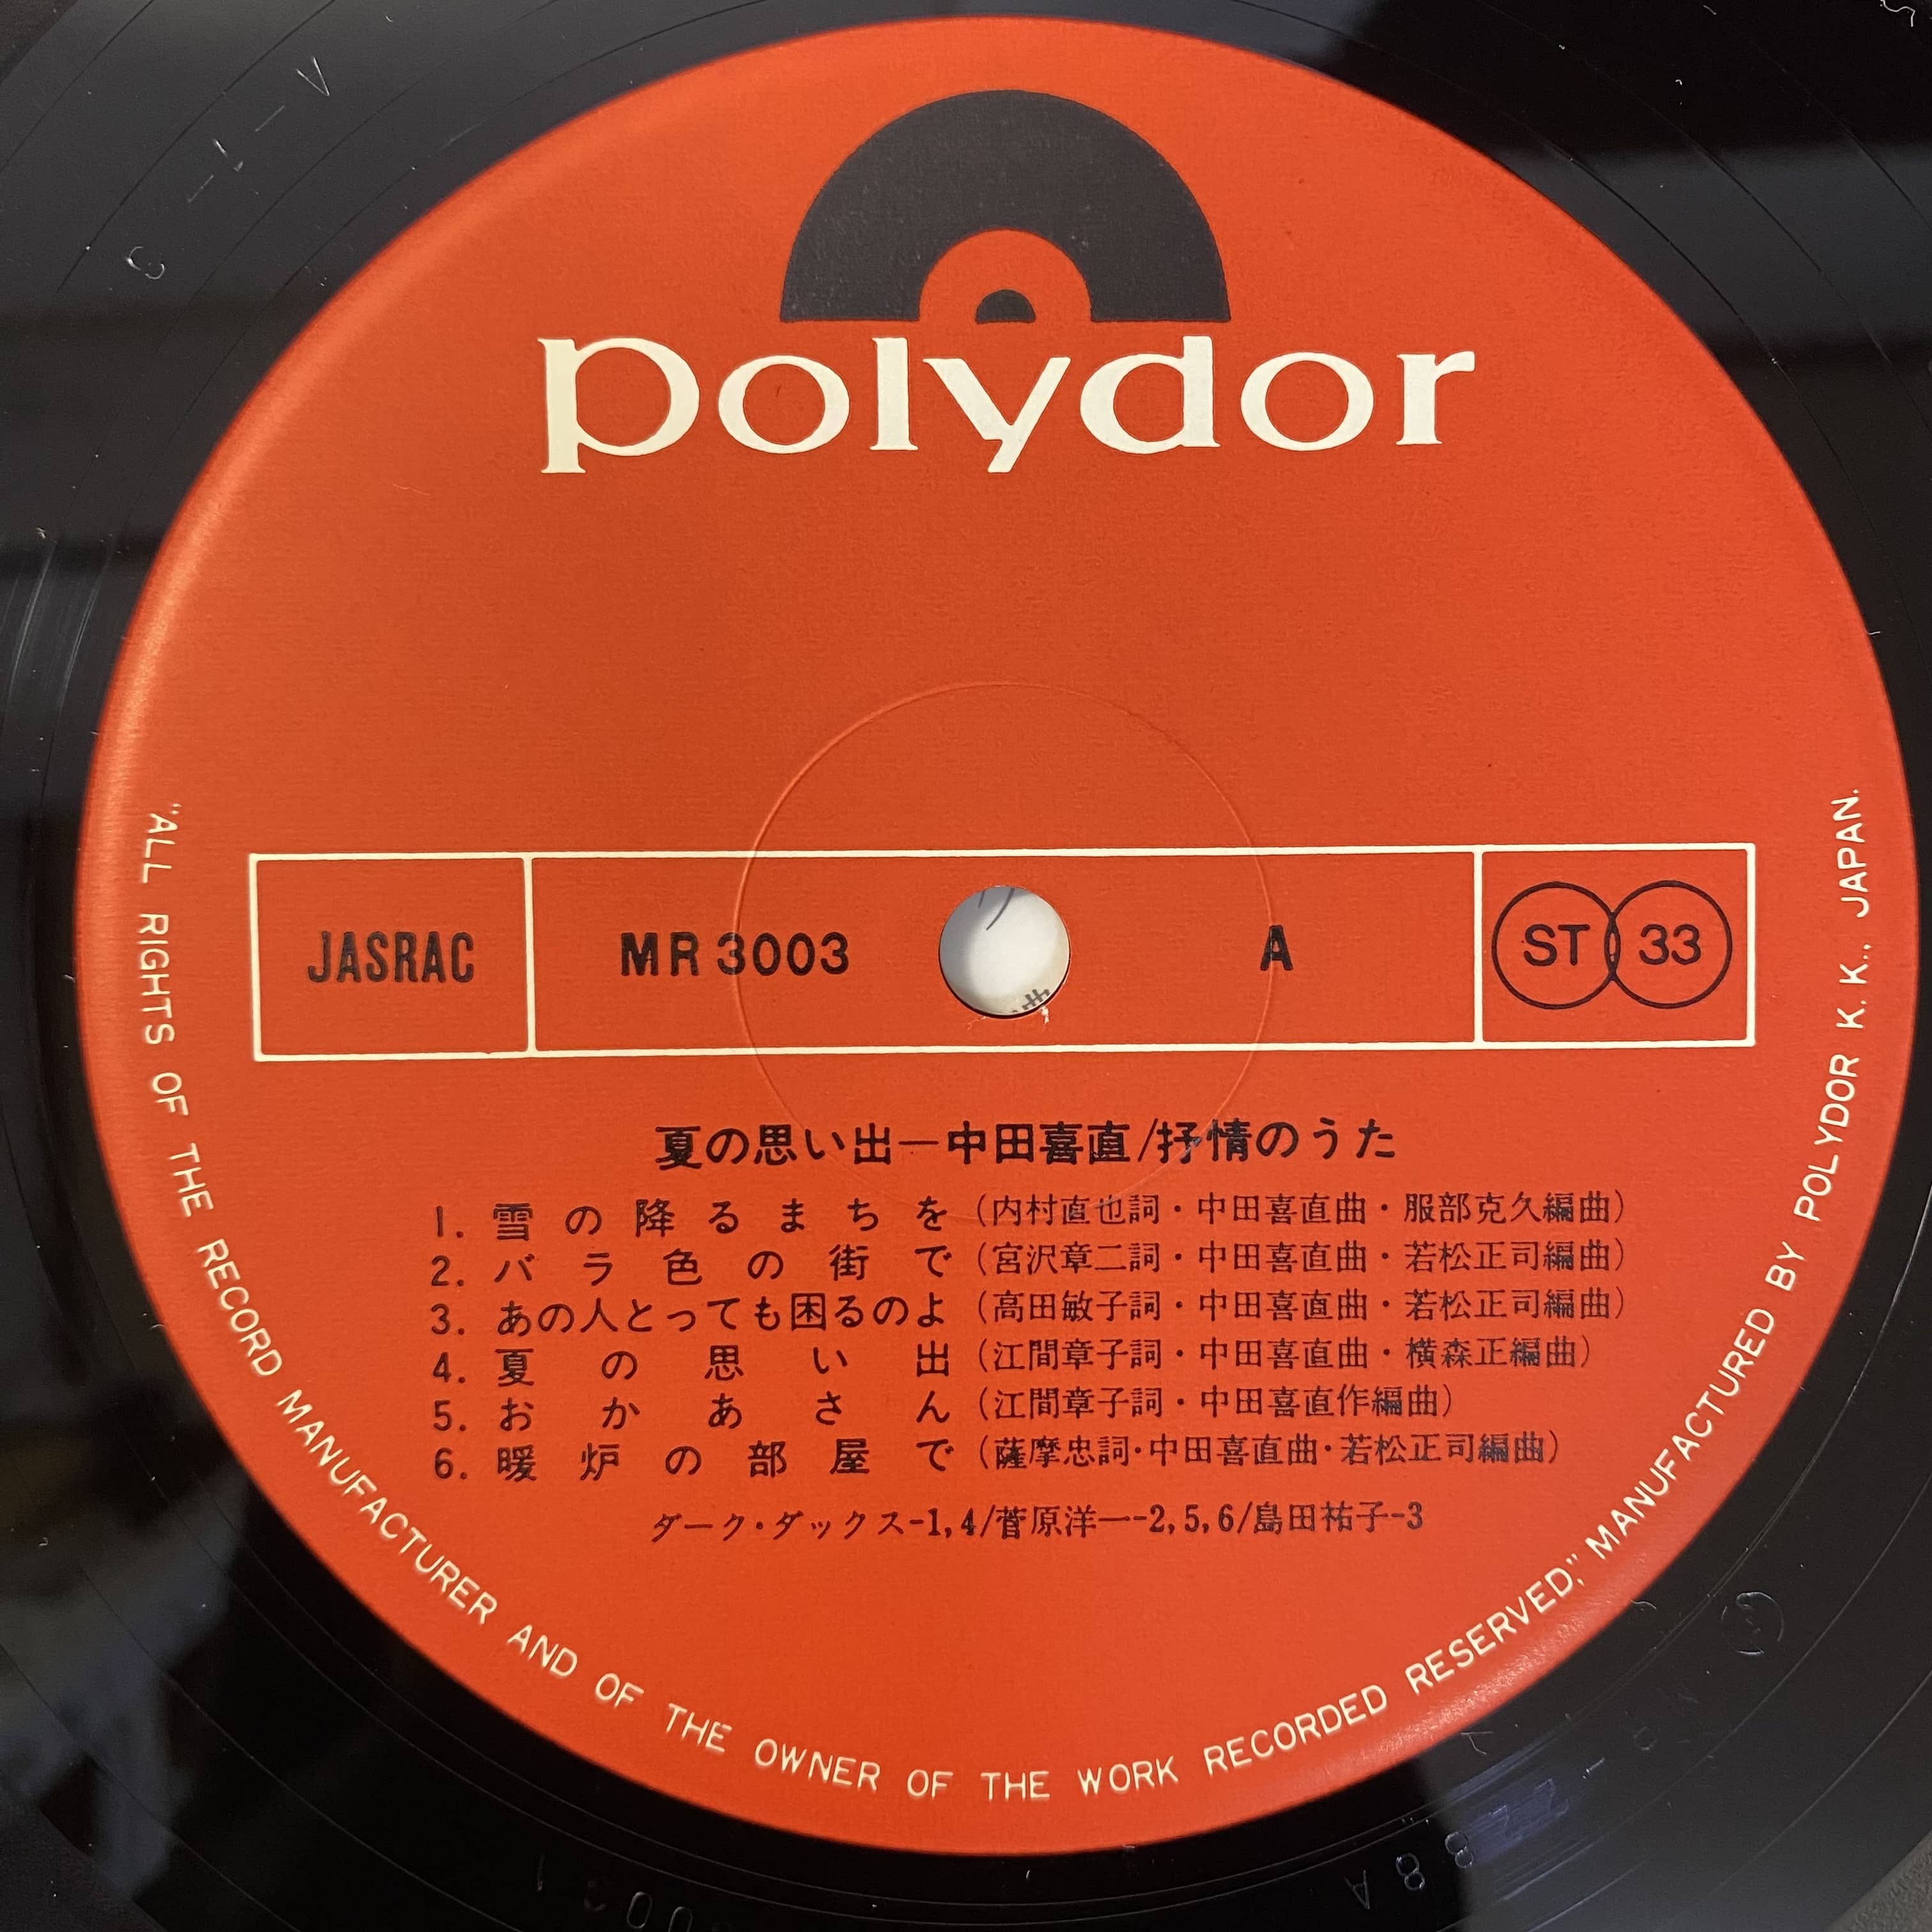 polydor
JASRAC
MR 3003
A
ST 33
夏の思い出―中田喜直/抒情のうた
1. 雪の降るまちを (内村直也詞・中田喜直曲・服部克久編曲)
2. バラ色の街で (宮沢章二詞・中田喜直曲・若松正司編曲)
3. あの人とっても困るのよ (高田敏子詞・中田喜直曲・若松正司編曲)
4. 夏の思い出 (江間章子詞・中田喜直曲・横森正編曲)
5. おかあさん (江間章子詞・中田喜直作編曲)
6. 暖炉の部屋で (薩摩忠詞・中田喜直曲・若松正司編曲)
ダーク・ダックス-1,4/菅原洋一-2,5,6/島田祐子-3
"ALL RIGHTS OF THE RECORD MANUFACTURER AND OF THE OWNER OF THE WORK RECORDED RESERVED," MANUFACTURED BY POLYDOR K. K., JAPAN.